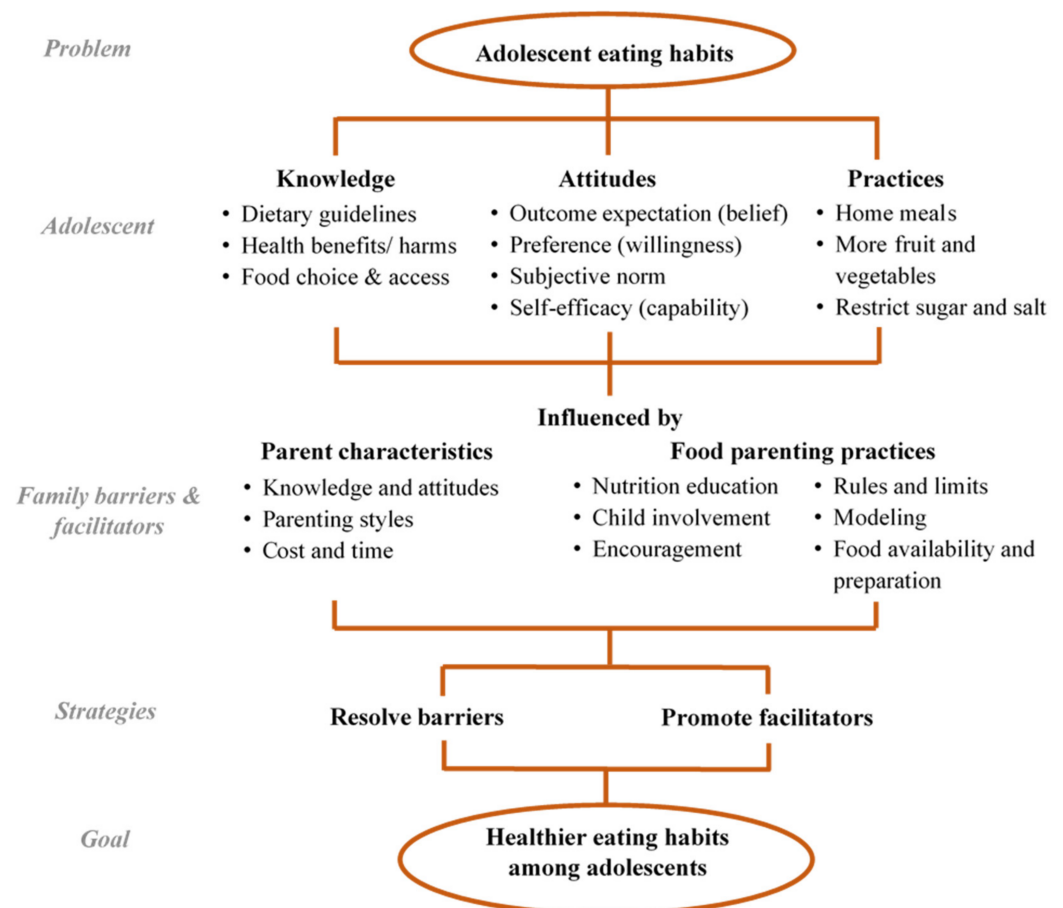 Problem
Adolescent eating habits
Adolescent
Knowledge
• Dietary guidelines
• Health benefits/ harms
• Food choice & access
Attitudes
• Outcome expectation (belief)
• Preference (willingness)
• Subjective norm
• Self-efficacy (capability)
Practices
• Home meals
• More fruit and
vegetables
• Restrict sugar and salt
Influenced by
Family barriers &
facilitators
Parent characteristics
• Knowledge and attitudes
• Parenting styles
• Cost and time
Food parenting practices
• Nutrition education
• Child involvement
• Encouragement
• Rules and limits
• Modeling
• Food availability and
preparation
Strategies
Resolve barriers
Promote facilitators
Goal
Healthier eating habits
among adolescents